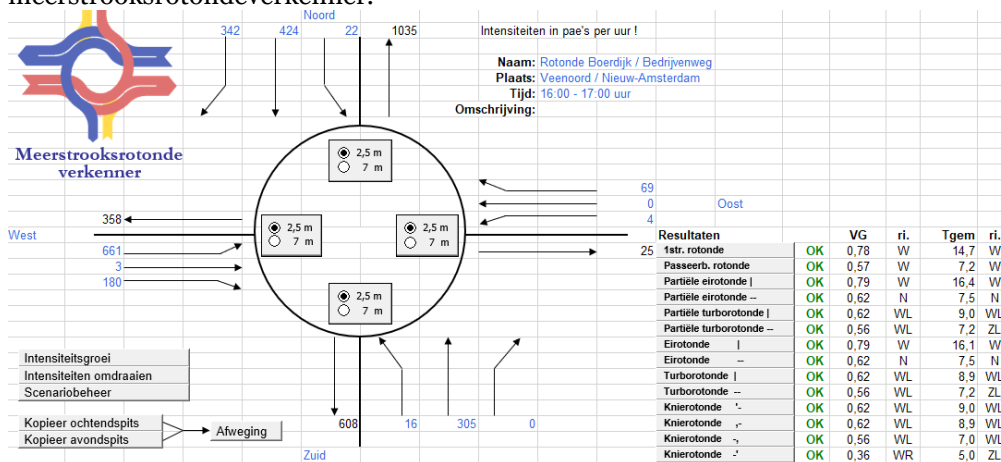 meerstrooksrotondeverkenner.
Noord
342 424 22 1035 Intensiteiten in pae's per uur !
Naam: Rotonde Boerdijk / Bedrijvenweg
Plaats: Veenoord / Nieuw-Amsterdam
Tijd: 16:00 - 17:00 uur
Omschrijving:
Meerstrooksrotonde
verkenner
2,5 m
7 m
69
0 Oost
4
358
West
661
3
180
2,5 m
7 m
2,5 m
7 m
25
2,5 m
7 m
Resultaten VG ri. Tgem ri.
1str. rotonde OK 0,78 W 14,7 W
Passeerb. rotonde OK 0,57 W 7,2 W
Partiële eirotonde | OK 0,79 W 16,4 W
Partiële eirotonde -- OK 0,62 N 7,5 N
Partiële turborotonde | OK 0,62 WL 9,0 WL
Partiële turborotonde -- OK 0,56 WL 7,2 ZL
Eirotonde | OK 0,79 W 16,1 W
Eirotonde -- OK 0,62 N 7,5 N
Turborotonde | OK 0,62 WL 8,9 WL
Turborotonde -- OK 0,56 WL 7,2 ZL
Knierotonde '- OK 0,62 WL 9,0 WL
Knierotonde ,- OK 0,62 WL 8,9 WL
Knierotonde -, OK 0,56 WL 7,0 WL
Knierotonde -' OK 0,36 WR 5,0 ZL
Intensiteitsgroei
Intensiteiten omdraaien
Scenariobeheer
Kopieer ochtendspits
Kopieer avondspits
Afweging
608 16 305 0
Zuid